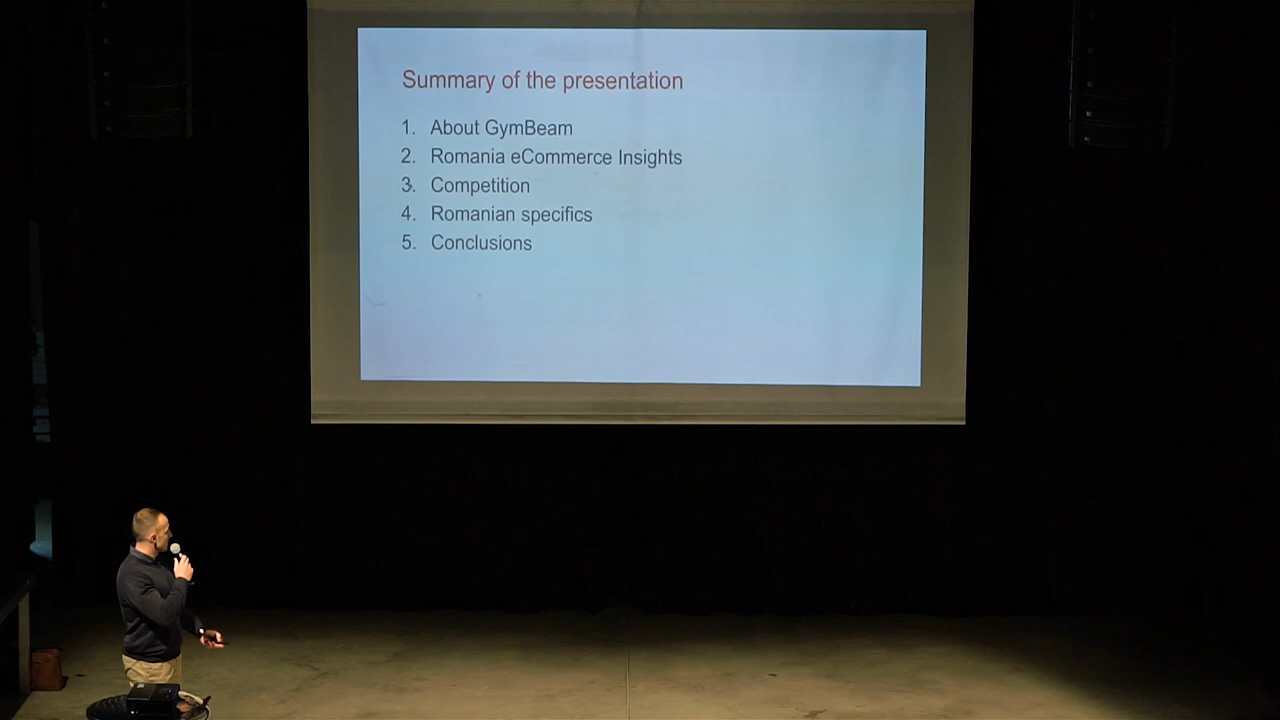 Summary of the presentation
1. About GymBeam
2. Romania eCommerce Insights
3. Competition
4. Romanian specifics
5. Conclusions